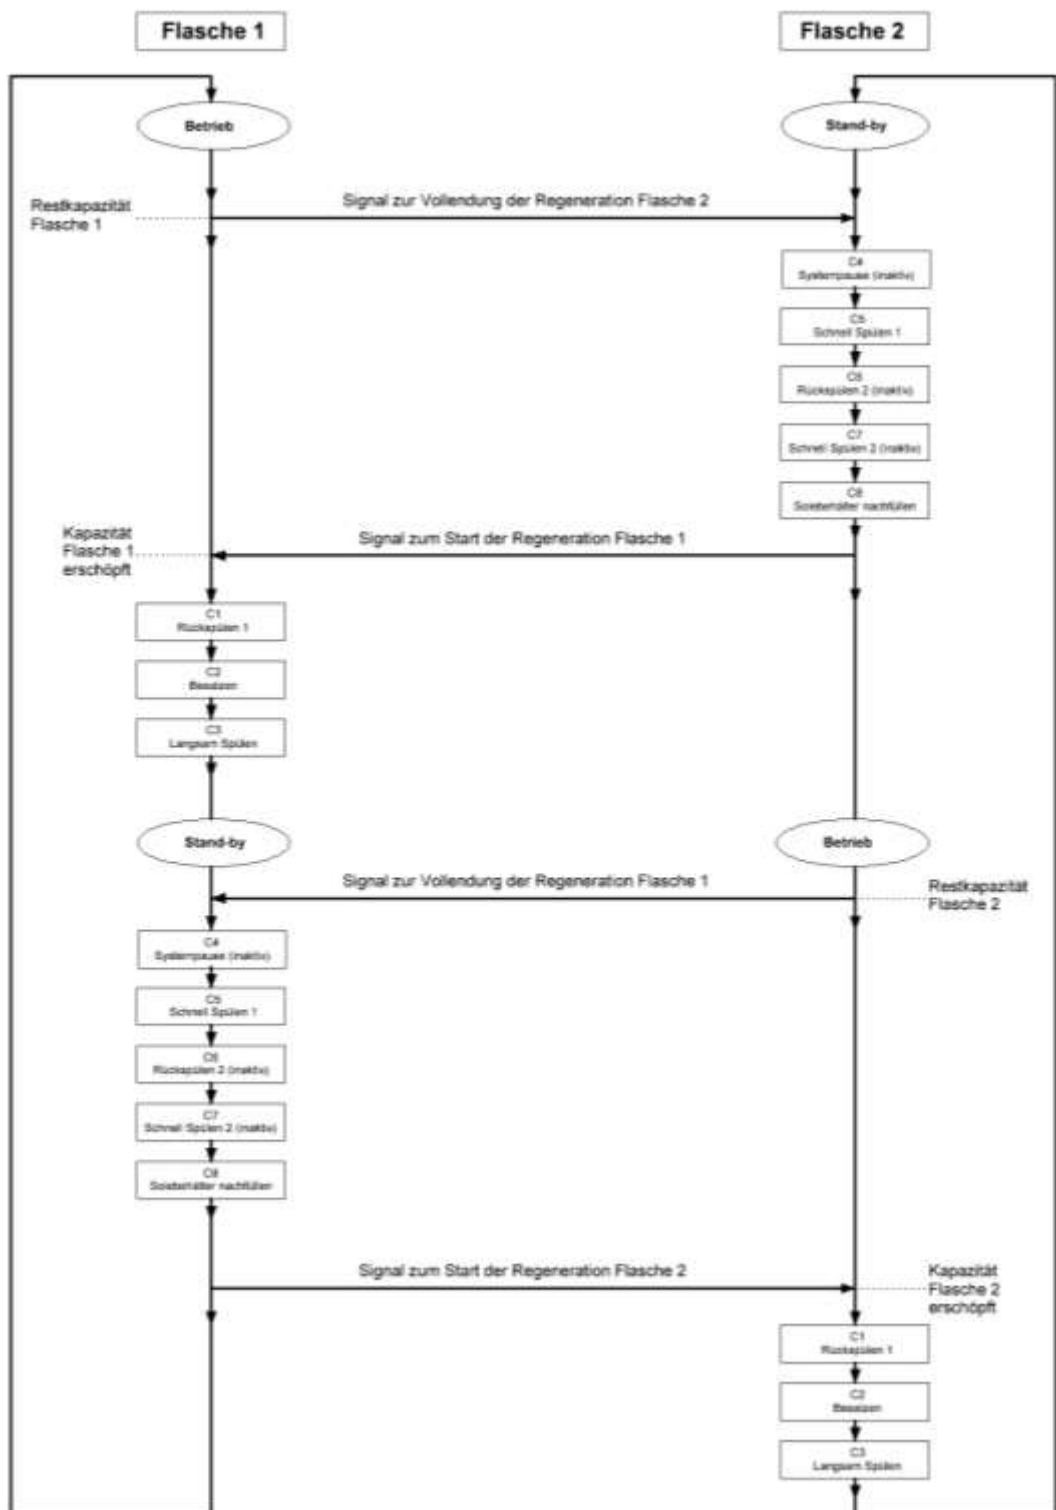 Flasche 1
Flasche 2
Betrieb
Stand-by
Restkapazität
Flasche 1
Signal zur Vollendung der Regeneration Flasche 2
C4
Systempause (inaktiv)
C5
Schnell Spülen 1
C6
Rückspülen 2 (inaktiv)
C7
Schnell Spülen 2 (inaktiv)
C8
Solebehälter nachfüllen
Kapazität
Flasche 1
erschöpft
Signal zum Start der Regeneration Flasche 1
C1
Rückspülen 1
C2
Besalzen
C3
Langsam Spülen
Stand-by
Betrieb
Signal zur Vollendung der Regeneration Flasche 1
Restkapazität
Flasche 2
C4
Systempause (inaktiv)
C5
Schnell Spülen 1
C6
Rückspülen 2 (inaktiv)
C7
Schnell Spülen 2 (inaktiv)
C8
Solebehälter nachfüllen
Signal zum Start der Regeneration Flasche 2
Kapazität
Flasche 2
erschöpft
C1
Rückspülen 1
C2
Besalzen
C3
Langsam Spülen